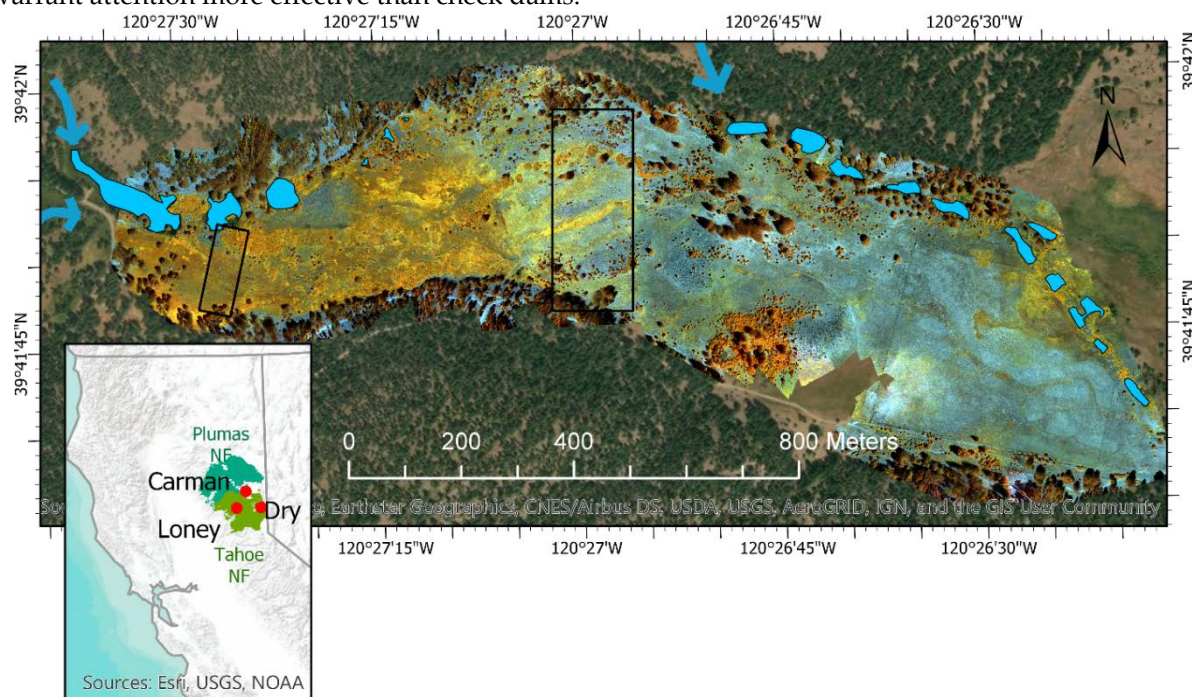 warrant attention more effective than check dams.
120°27'30"W 120°27'15"W 120°27'W 120°26'45"W 120°26'30"W
39°42'N
39°42'N
N
39°41'45"N
39°41'45"N
0 200 400 800 Meters
Earthstar Geographics, CNES/Airbus DS, USDA, USGS, AeroGRID, IGN, and the GIS User Community
120°27'15"W 120°27'W 120°26'45"W 120°26'30"W
Plumas
NF
Carman
Dry
Loney
Tahoe
NF
Sources: Esri, USGS, NOAA